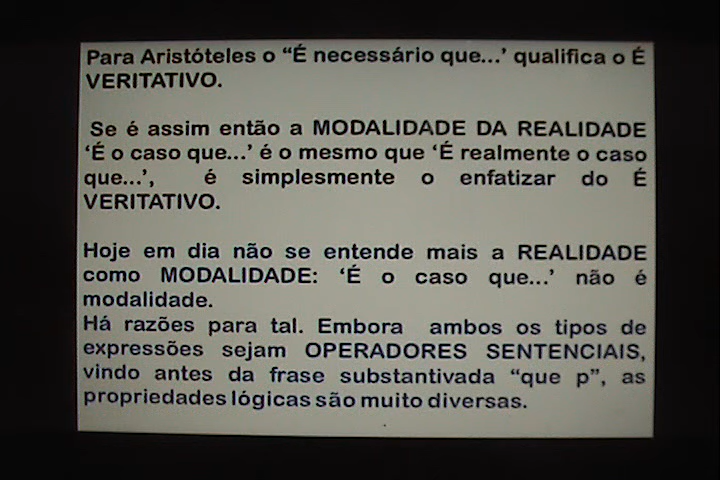 Para Aristóteles o “É necessário que...’ qualifica o É
VERITATIVO.
Se é assim então a MODALIDADE DA REALIDADE
‘É o caso que...’ é o mesmo que ‘É realmente o caso
que...’, é simplesmente o enfatizar do É
VERITATIVO.
Hoje em dia não se entende mais a REALIDADE
como MODALIDADE: ‘É o caso que...’ não é
modalidade.
Há razões para tal. Embora ambos os tipos de
expressões sejam OPERADORES SENTENCIAIS,
vindo antes da frase substantivada “que p”, as
propriedades lógicas são muito diversas.